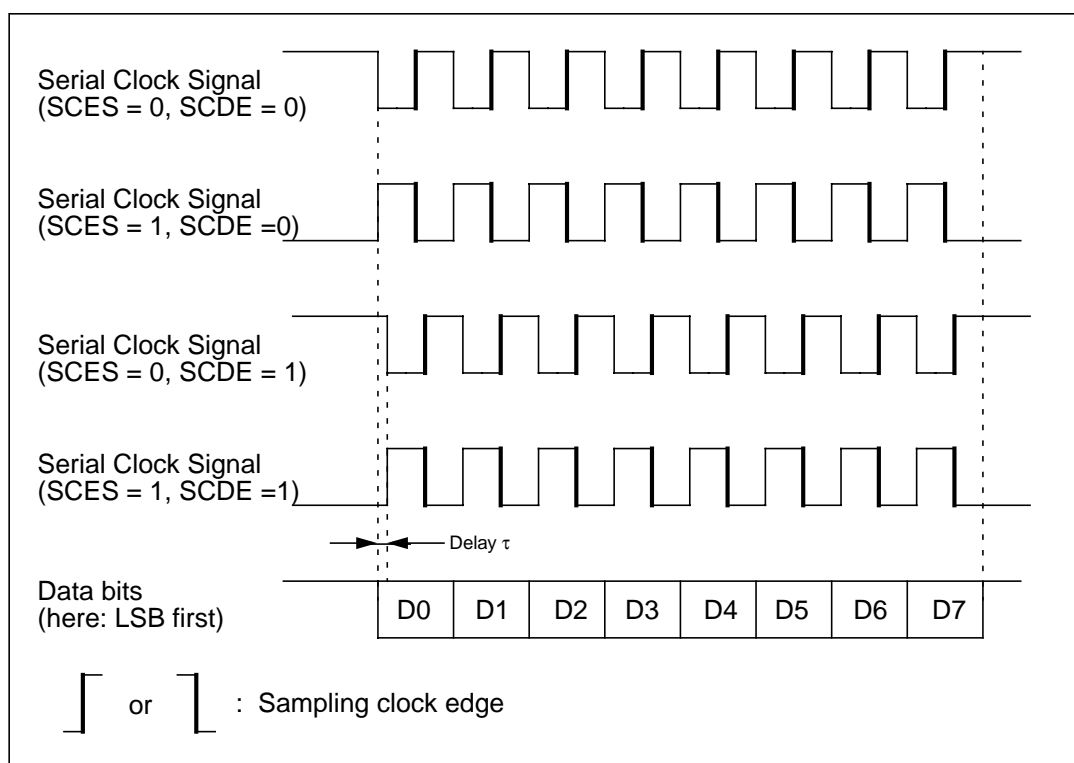 Serial Clock Signal
(SCES = 0, SCDE = 0)
Serial Clock Signal
(SCES = 1, SCDE =0)
Serial Clock Signal
(SCES = 0, SCDE = 1)
Serial Clock Signal
(SCES = 1, SCDE =1)
Delay τ
Data bits
(here: LSB first)
D0 D1 D2 D3 D4 D5 D6 D7
or : Sampling clock edge